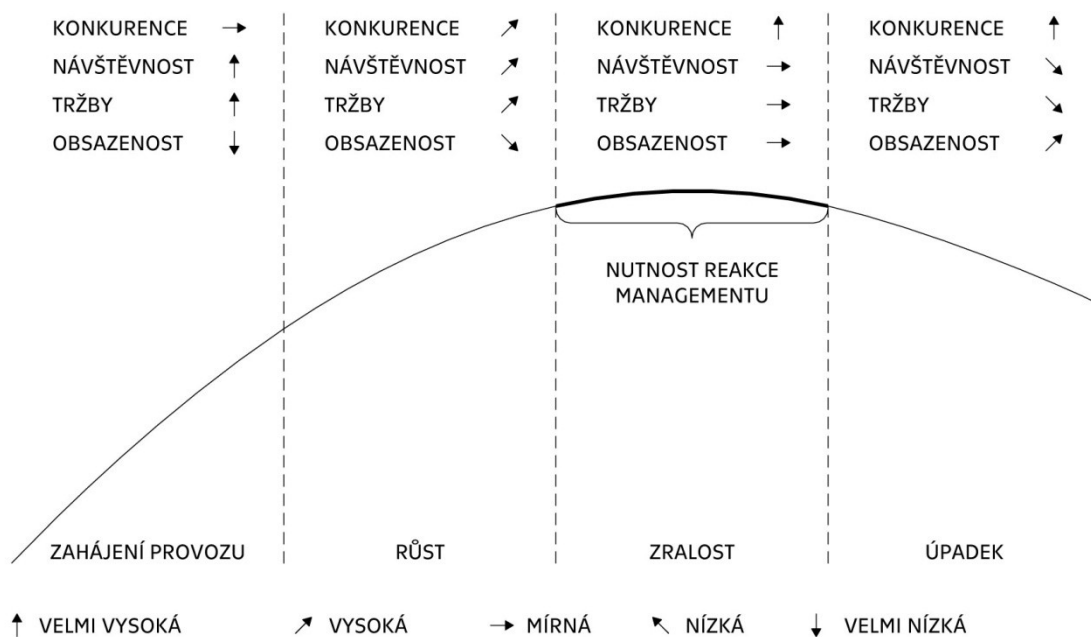 KONKURENCE → KONKURENCE ↗ KONKURENCE ↑ KONKURENCE ↑
NÁVŠTĚVNOST ↑ NÁVŠTĚVNOST ↗ NÁVŠTĚVNOST → NÁVŠTĚVNOST ↘
TRŽBY ↑ TRŽBY ↗ TRŽBY → TRŽBY ↘
OBSAZENOST ↓ OBSAZENOST ↘ OBSAZENOST → OBSAZENOST ↗
NUTNOST REAKCE
MANAGEMENTU
ZAHÁJENÍ PROVOZU RŮST ZRALOST ÚPADEK
↑ VELMI VYSOKÁ ↗ VYSOKÁ → MÍRNÁ ↖ NÍZKÁ ↓ VELMI NÍZKÁ